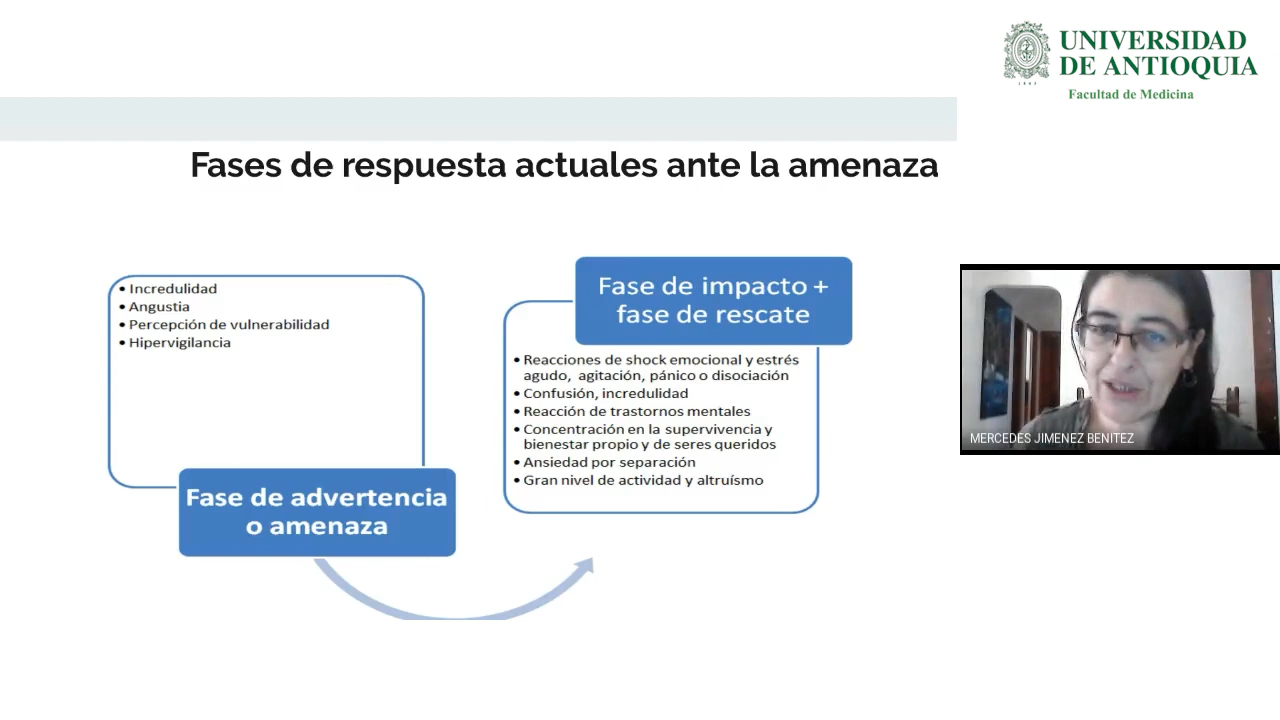 UNIVERSIDAD
DE ANTIOQUIA
1803
Facultad de Medicina
Fases de respuesta actuales ante la amenaza
• Incredulidad
• Angustia
• Percepción de vulnerabilidad
• Hipervigilancia
Fase de advertencia
o amenaza
Fase de impacto +
fase de rescate
• Reacciones de shock emocional y estrés
agudo, agitación, pánico o disociación
• Confusión, incredulidad
• Reacción de trastornos mentales
• Concentración en la supervivencia y
bienestar propio y de seres queridos
• Ansiedad por separación
• Gran nivel de actividad y altruísmo
MERCEDES JIMENEZ BENITEZ